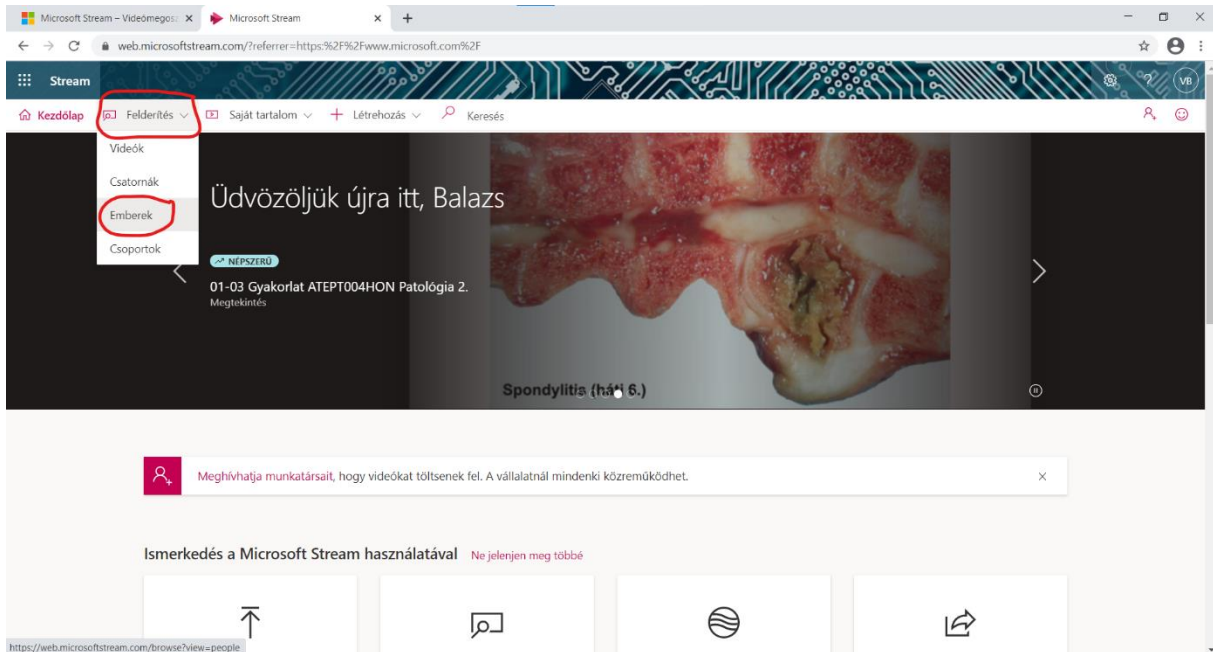 Microsoft Stream – Videómegosz
Microsoft Stream
web.microsoftstream.com/?referrer=https:%2F%2Fwww.microsoft.com%2F
Stream
VB
Kezdőlap Felderítés Saját tartalom Létrehozás Keresés
Videók
Csatornák
Emberek
Csoportok
Üdvözöljük újra itt, Balazs
NÉPSZERŰ
01-03 Gyakorlat ATEPT004HON Patológia 2.
Megtekintés
Spondylitis (háti 6.)
Meghívhatja munkatársait, hogy videókat töltsenek fel. A vállalatnál mindenki közreműködhet.
Ismerkedés a Microsoft Stream használatával Ne jelenjen meg többé
https://web.microsoftstream.com/browse?view=people